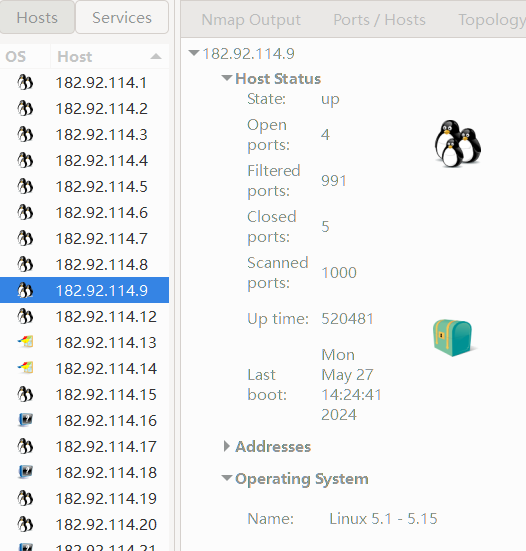 Hosts Services
OS Host
182.92.114.1
182.92.114.2
182.92.114.3
182.92.114.4
182.92.114.5
182.92.114.6
182.92.114.7
182.92.114.8
182.92.114.9
182.92.114.12
182.92.114.13
182.92.114.14
182.92.114.15
182.92.114.16
182.92.114.17
182.92.114.18
182.92.114.19
182.92.114.20
182.92.114.21
Nmap Output Ports / Hosts Topology
182.92.114.9
Host Status
State: up
Open
ports: 4
Filtered
ports: 991
Closed
ports: 5
Scanned
ports: 1000
Up time: 520481
Last
boot:
Mon
May 27
14:24:41
2024
Addresses
Operating System
Name: Linux 5.1 - 5.15